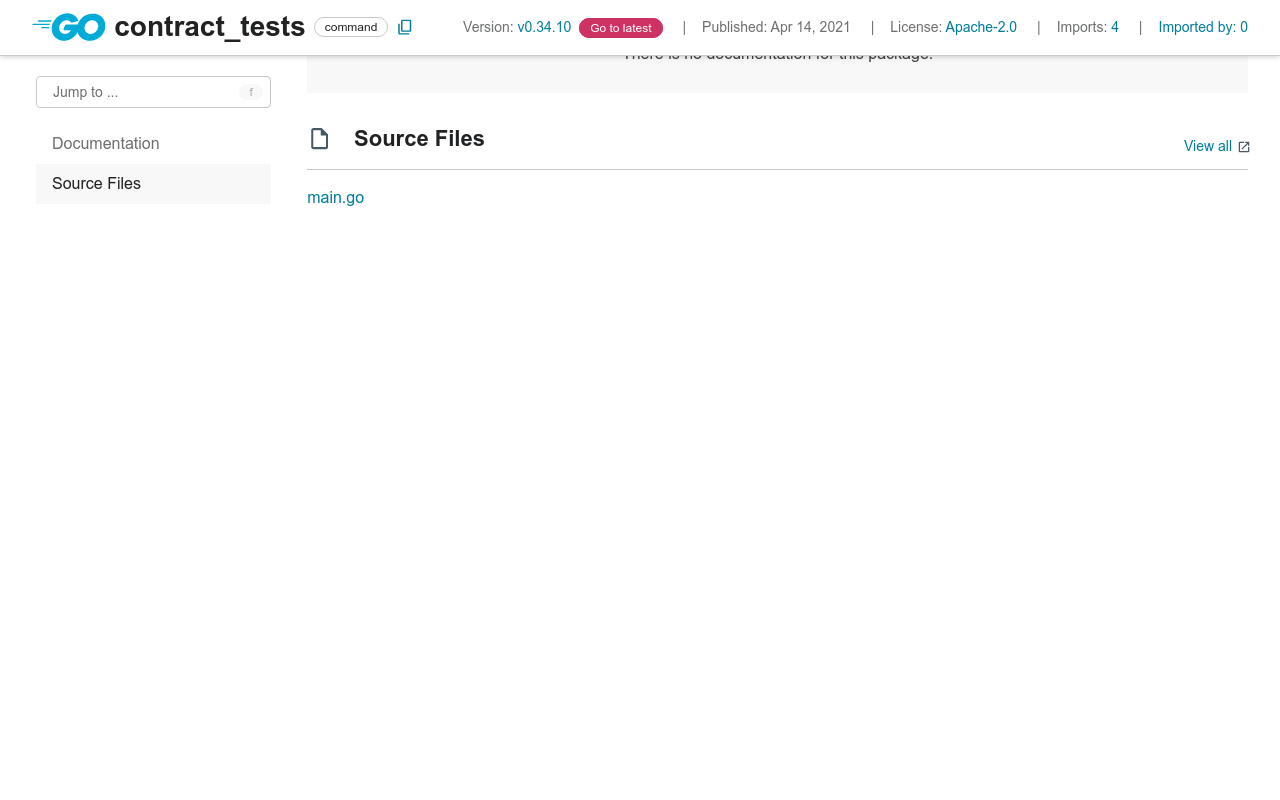 GO contract_tests command Version: v0.34.10 Go to latest | Published: Apr 14, 2021 | License: Apache-2.0 | Imports: 4 | Imported by: 0
There is no documentation for this package.
Jump to ... f
Documentation
Source Files
Source Files
View all
main.go